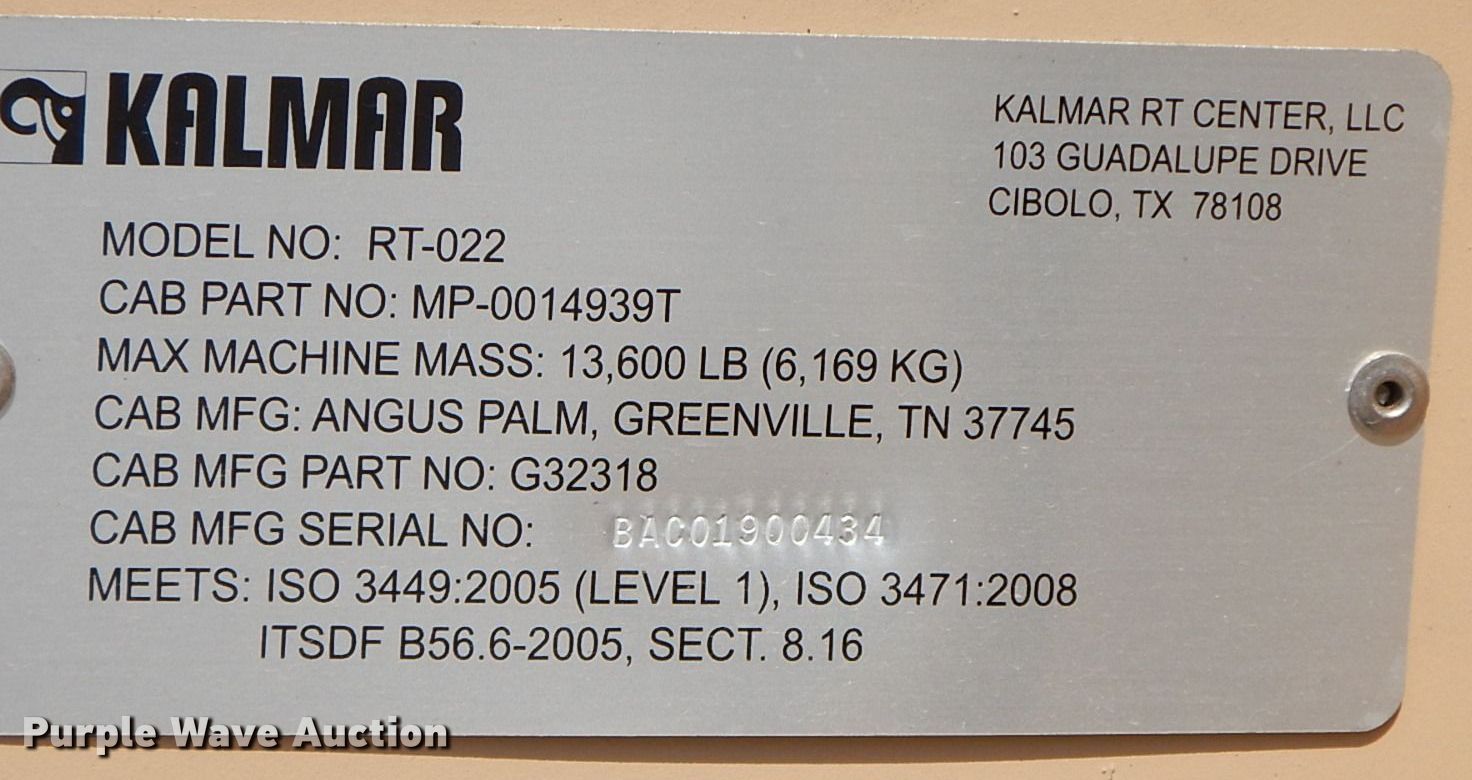 KALMAR
KALMAR RT CENTER, LLC
103 GUADALUPE DRIVE
CIBOLO, TX 78108
MODEL NO: RT-022
CAB PART NO: MP-0014939T
MAX MACHINE MASS: 13,600 LB (6,169 KG)
CAB MFG: ANGUS PALM, GREENVILLE, TN 37745
CAB MFG PART NO: G32318
CAB MFG SERIAL NO: BAC01900434
MEETS: ISO 3449:2005 (LEVEL 1), ISO 3471:2008
ITSDF B56.6-2005, SECT. 8.16
Purple Wave Auction